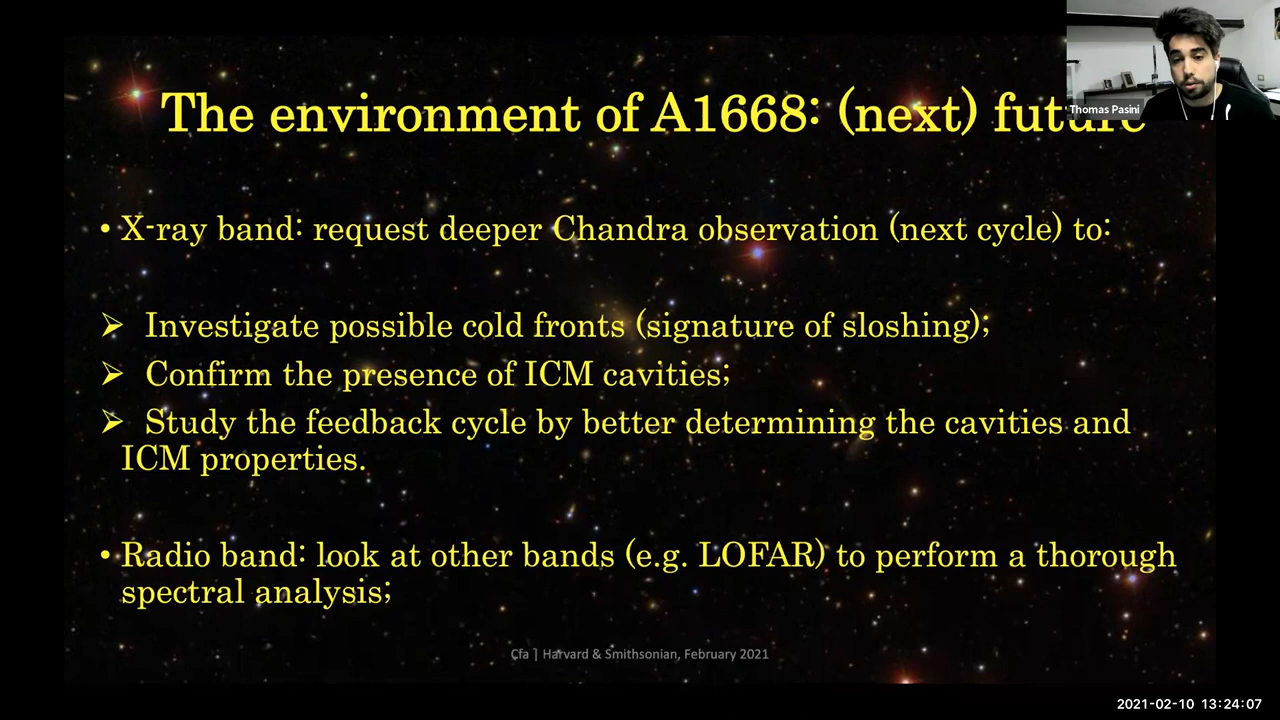 The environment of A1668: (next) future
Thomas Pasini
• X-ray band: request deeper Chandra observation (next cycle) to:
➢ Investigate possible cold fronts (signature of sloshing);
➢ Confirm the presence of ICM cavities;
➢ Study the feedback cycle by better determining the cavities and
ICM properties.
• Radio band: look at other bands (e.g. LOFAR) to perform a thorough
spectral analysis;
Cfa | Harvard & Smithsonian, February 2021
2021-02-10 13:24:07